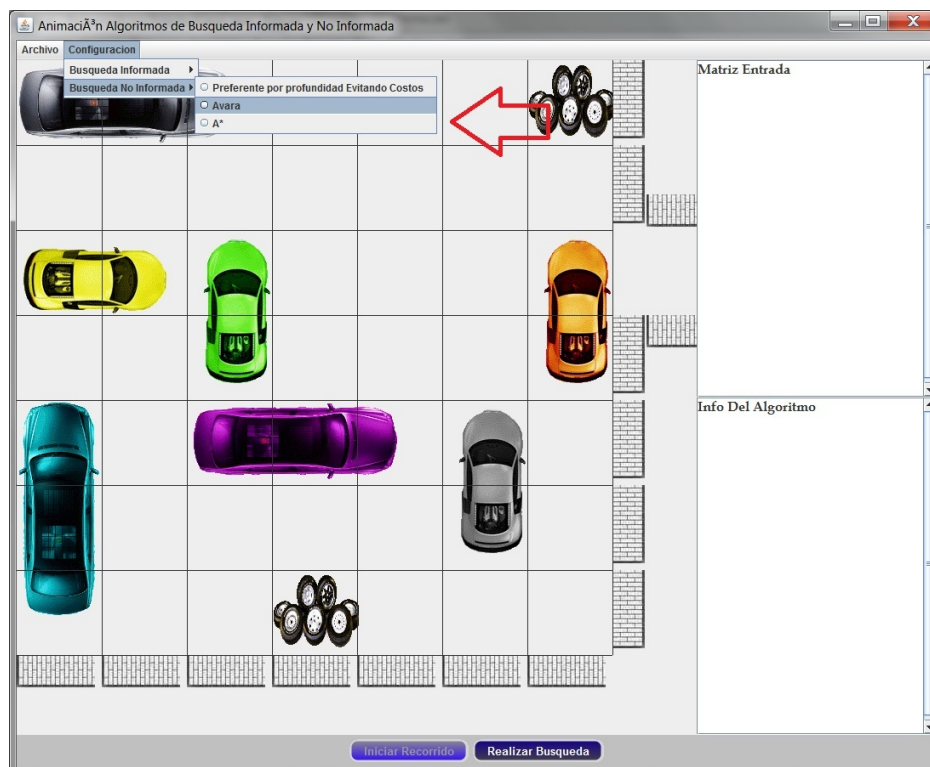 AnimaciÃ³n Algoritmos de Busqueda Informada y No Informada
Archivo Configuracion
Busqueda Informada
Busqueda No Informada
Preferente por profundidad Evitando Costos
Avara
A*
Matriz Entrada
Info Del Algoritmo
Iniciar Recorrido Realizar Busqueda